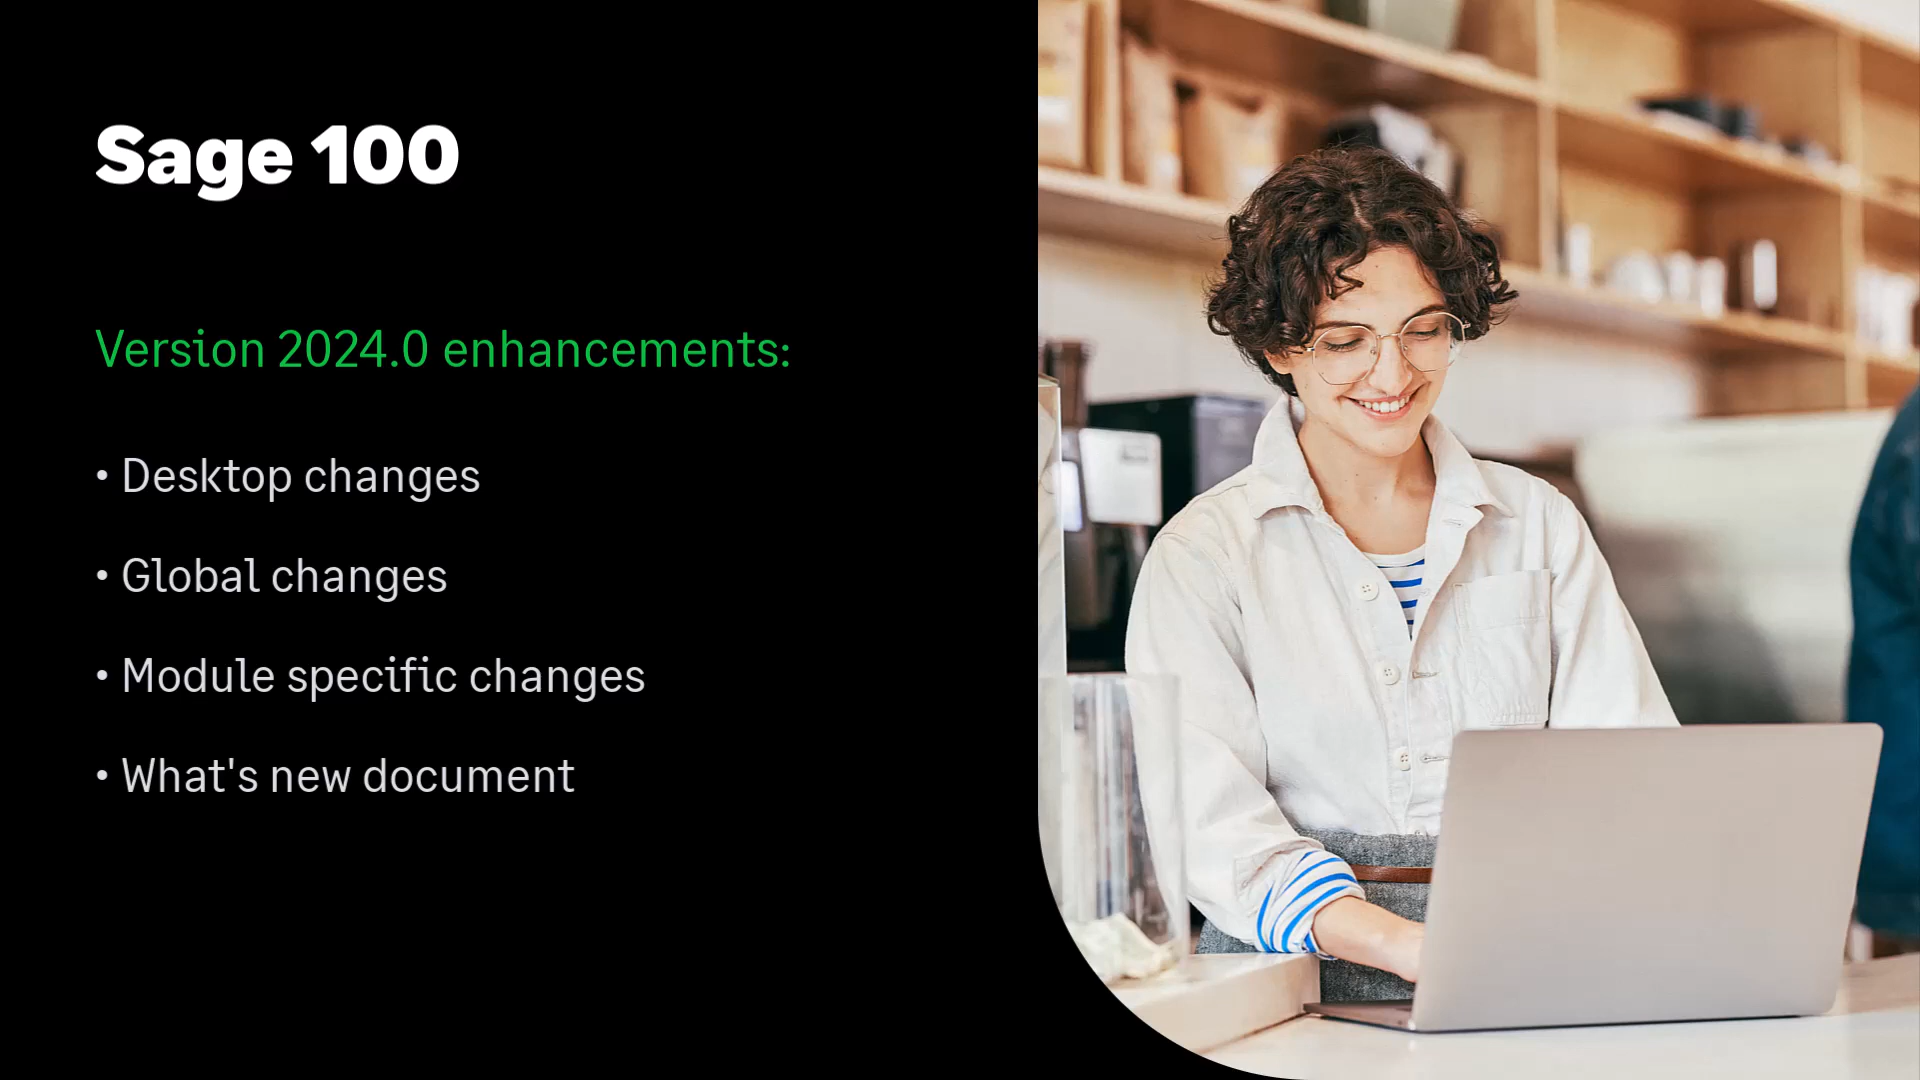 Sage 100
Version 2024.0 enhancements:
• Desktop changes
• Global changes
• Module specific changes
• What's new document